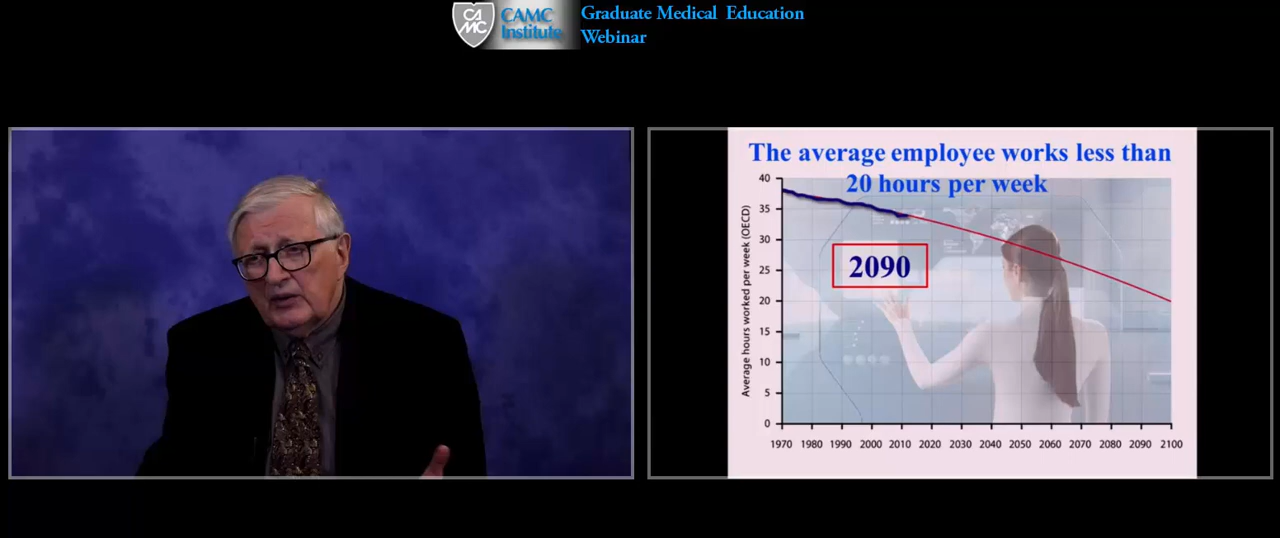 CAMC
CAMC
Institute
Graduate Medical Education
Webinar
The average employee works less than
20 hours per week
2090
Average hours worked per week (OECD)
40
35
30
25
20
15
10
5
0
1970 1980 1990 2000 2010 2020 2030 2040 2050 2060 2070 2080 2090 2100